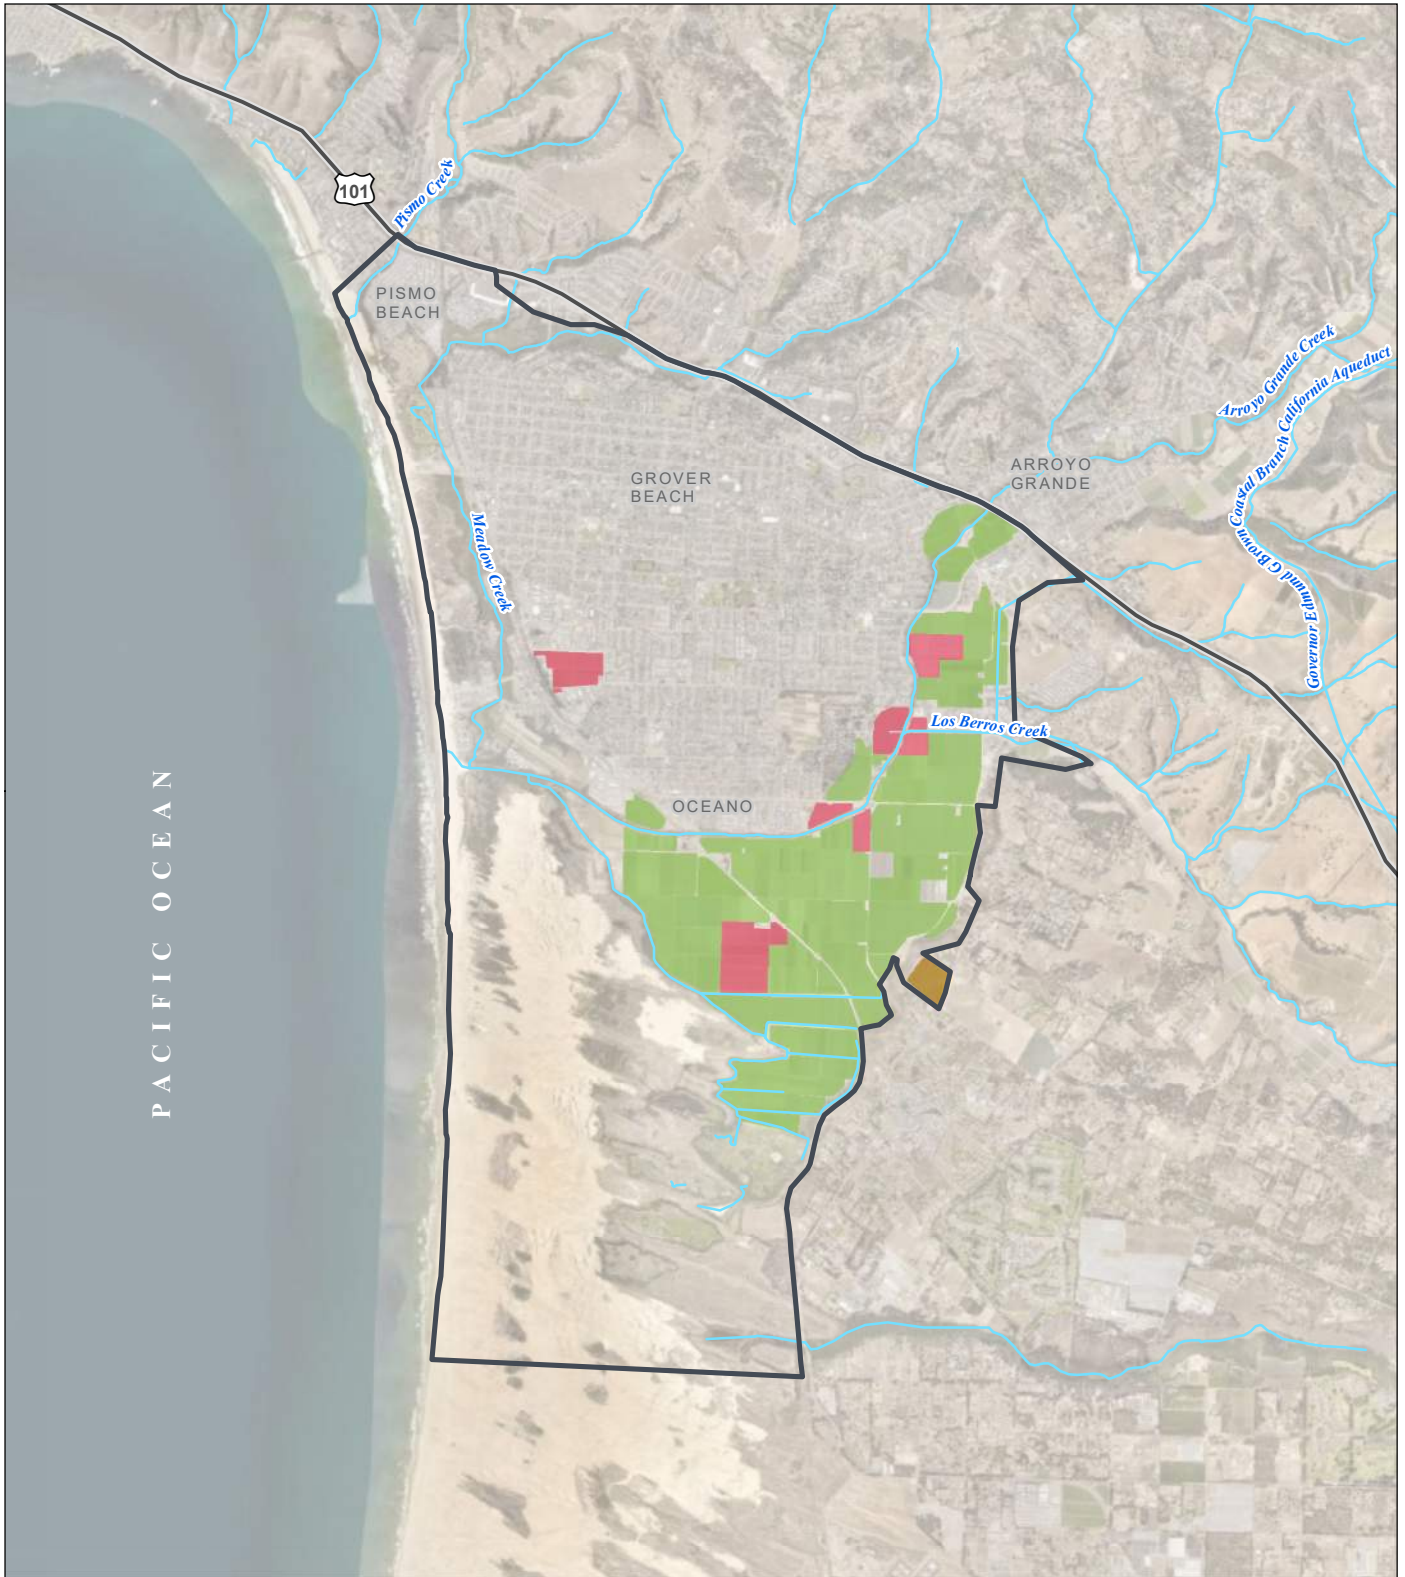 101
Pismo Creek
PISMO
BEACH
Arroyo Grande Creek
Governor Edmund G Brown Coastal Branch California Aqueduct
GROVER
BEACH
ARROYO
GRANDE
Meadow Creek
Los Berros Creek
OCEANO
PACIFIC OCEAN